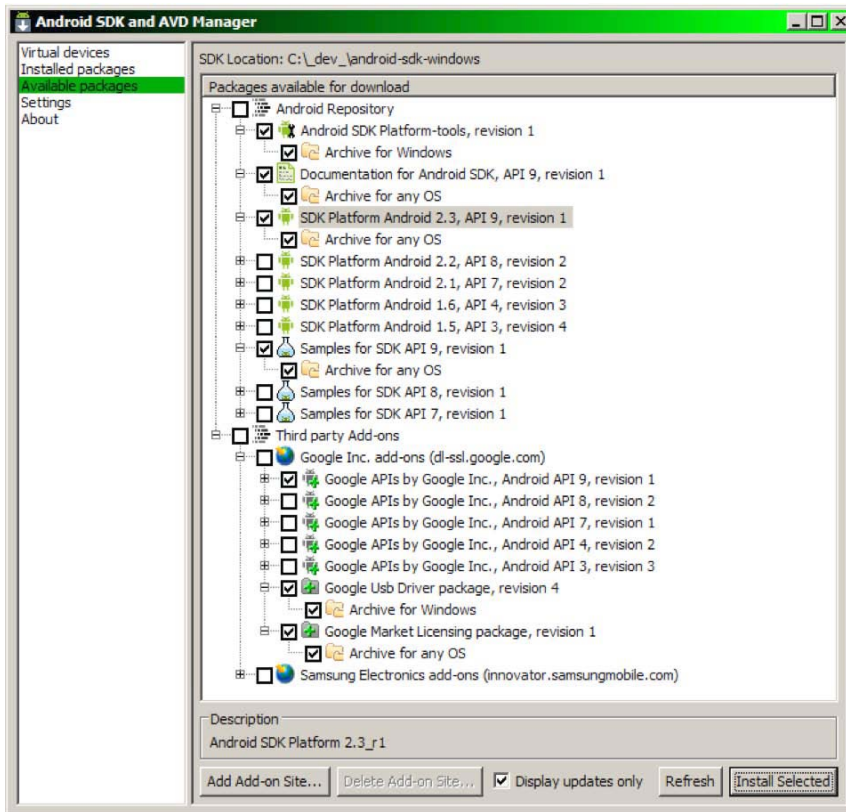 Android SDK and AVD Manager
Virtual devices
Installed packages
Available packages
Settings
About
SDK Location: C:\_dev_\android-sdk-windows
Packages available for download
Android Repository
Android SDK Platform-tools, revision 1
Archive for Windows
Documentation for Android SDK, API 9, revision 1
Archive for any OS
SDK Platform Android 2.3, API 9, revision 1
Archive for any OS
SDK Platform Android 2.2, API 8, revision 2
SDK Platform Android 2.1, API 7, revision 2
SDK Platform Android 1.6, API 4, revision 3
SDK Platform Android 1.5, API 3, revision 4
Samples for SDK API 9, revision 1
Archive for any OS
Samples for SDK API 8, revision 1
Samples for SDK API 7, revision 1
Third party Add-ons
Google Inc. add-ons (dl-ssl.google.com)
Google APIs by Google Inc., Android API 9, revision 1
Google APIs by Google Inc., Android API 8, revision 2
Google APIs by Google Inc., Android API 7, revision 1
Google APIs by Google Inc., Android API 4, revision 2
Google APIs by Google Inc., Android API 3, revision 3
Google Usb Driver package, revision 4
Archive for Windows
Google Market Licensing package, revision 1
Archive for any OS
Samsung Electronics add-ons (innovator.samsungmobile.com)
Description
Android SDK Platform 2.3_r1
Add Add-on Site... Delete Add-on Site... Display updates only Refresh Install Selected